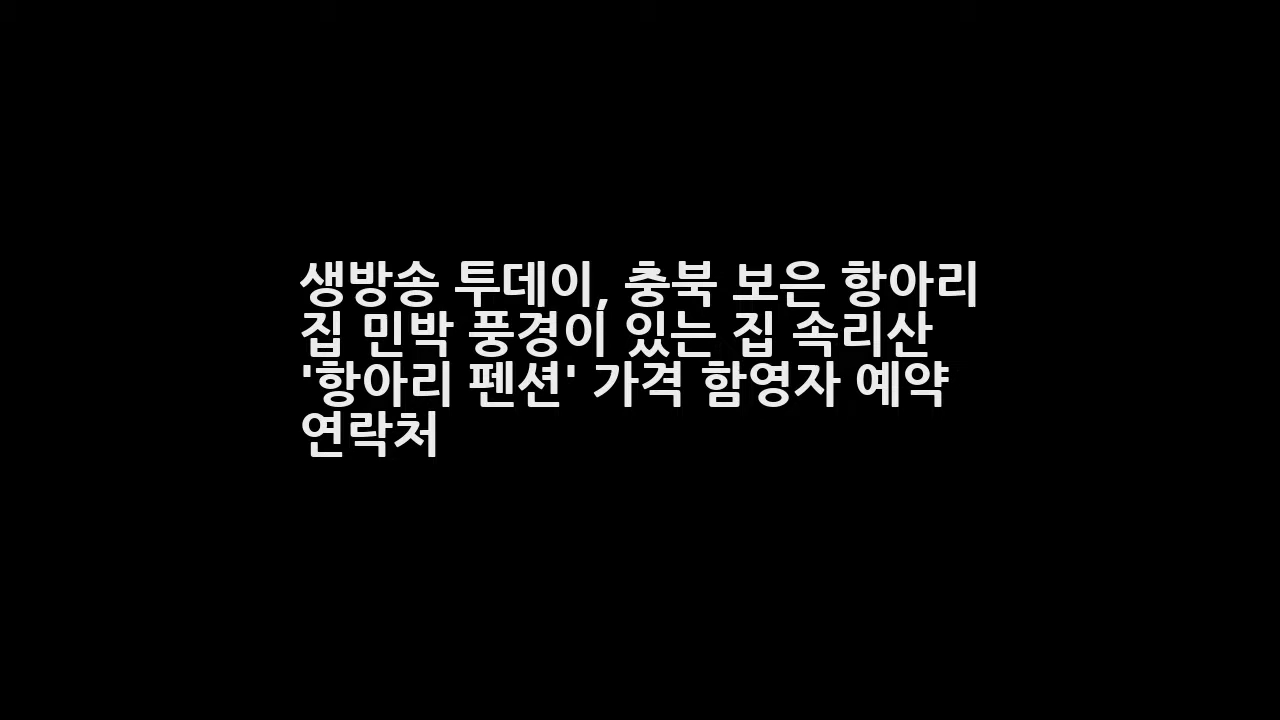 생방송 투데이, 충북 보은 항아리
집 민박 풍경이 있는 집 속리산
'항아리 펜션' 가격 함영자 예약
연락처